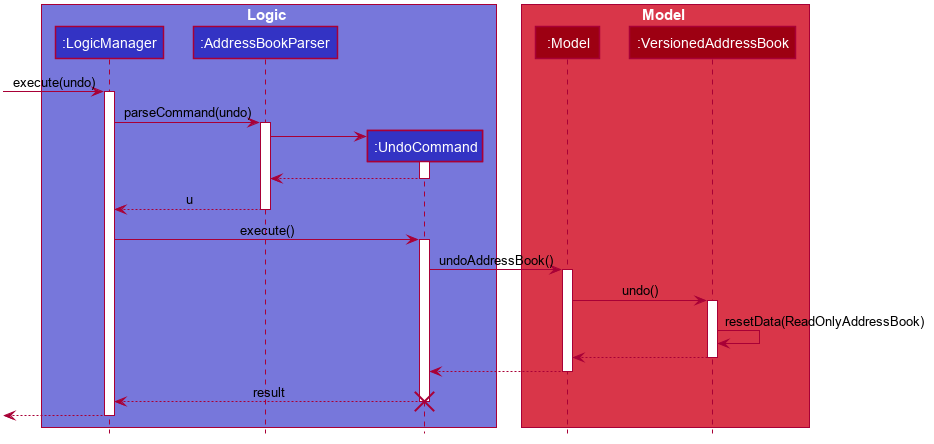 Logic
Model
:LogicManager
:AddressBookParser
:Model
:VersionedAddressBook
execute(undo)
parseCommand(undo)
:UndoCommand
u
execute()
undoAddressBook()
undo()
resetData(ReadOnlyAddressBook)
result